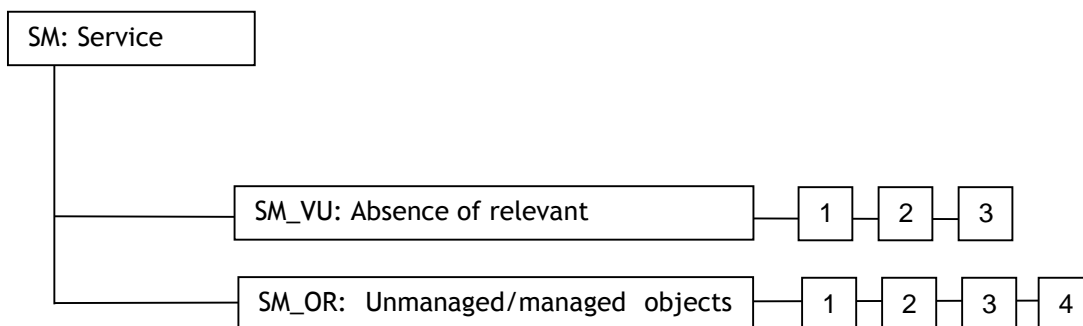 SM: Service
SM_VU: Absence of relevant 1 2 3
SM_OR: Unmanaged/managed objects 1 2 3 4